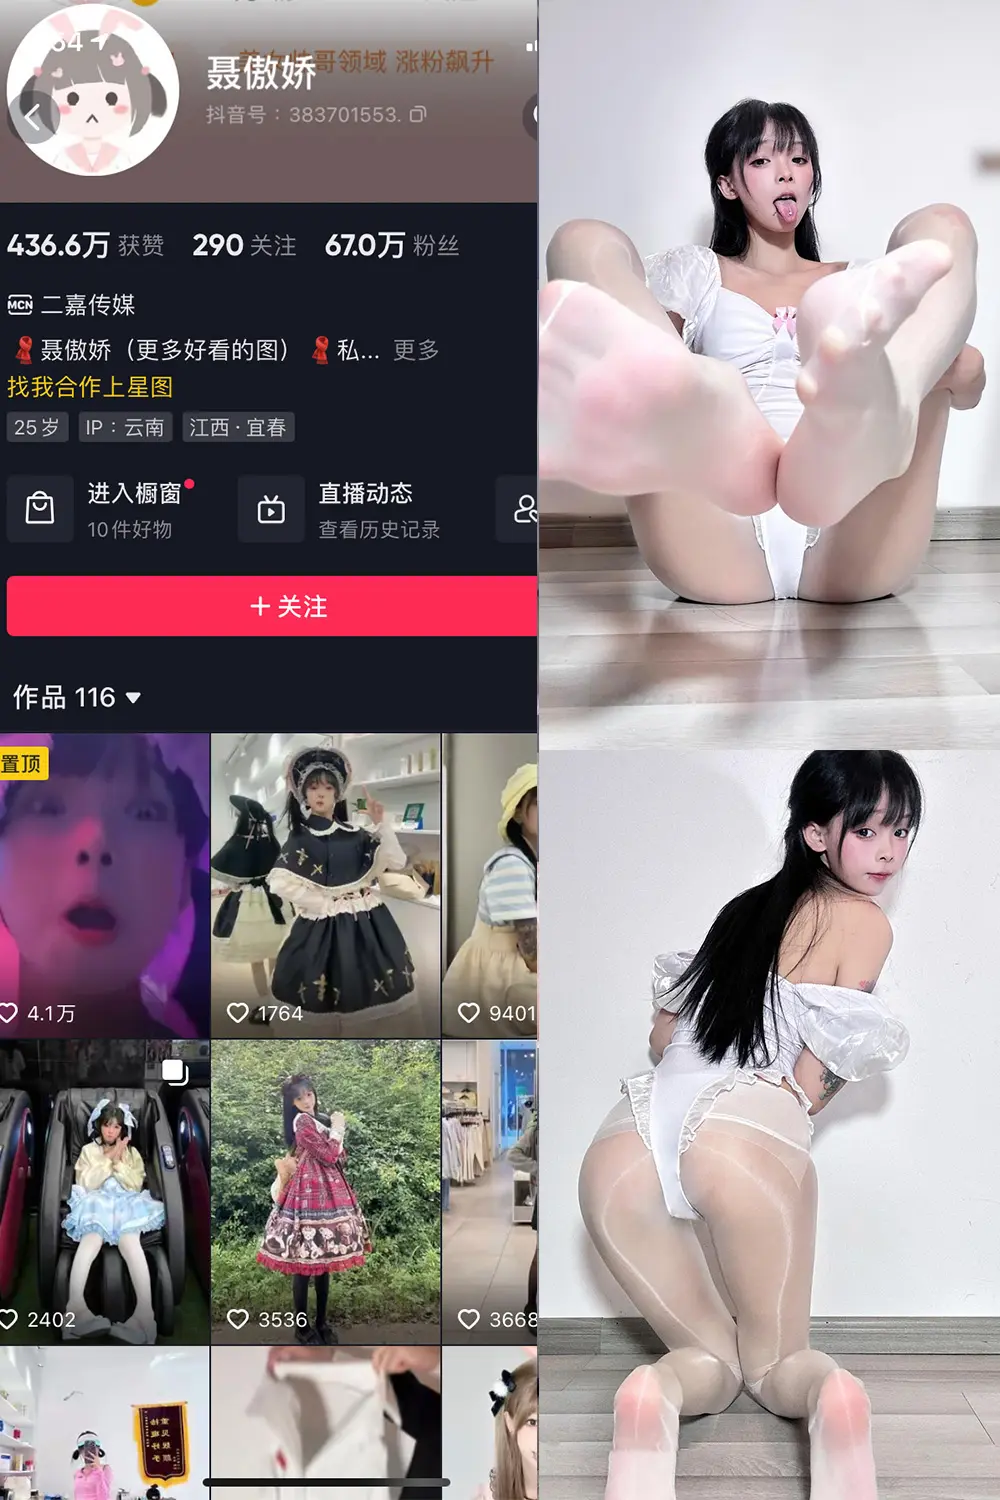 聂傲娇
哥领域 涨粉飙升
抖音号：383701553.
436.6万 获赞 290 关注 67.0万 粉丝
MCN 二嘉传媒
聂傲娇（更多好看的图） 私... 更多
找我合作上星图
25岁 IP：云南 江西·宜春
进入橱窗 直播动态
10件好物 查看历史记录
+ 关注
作品 116
置顶
4.1万 1764 9401
2402 3536 3668